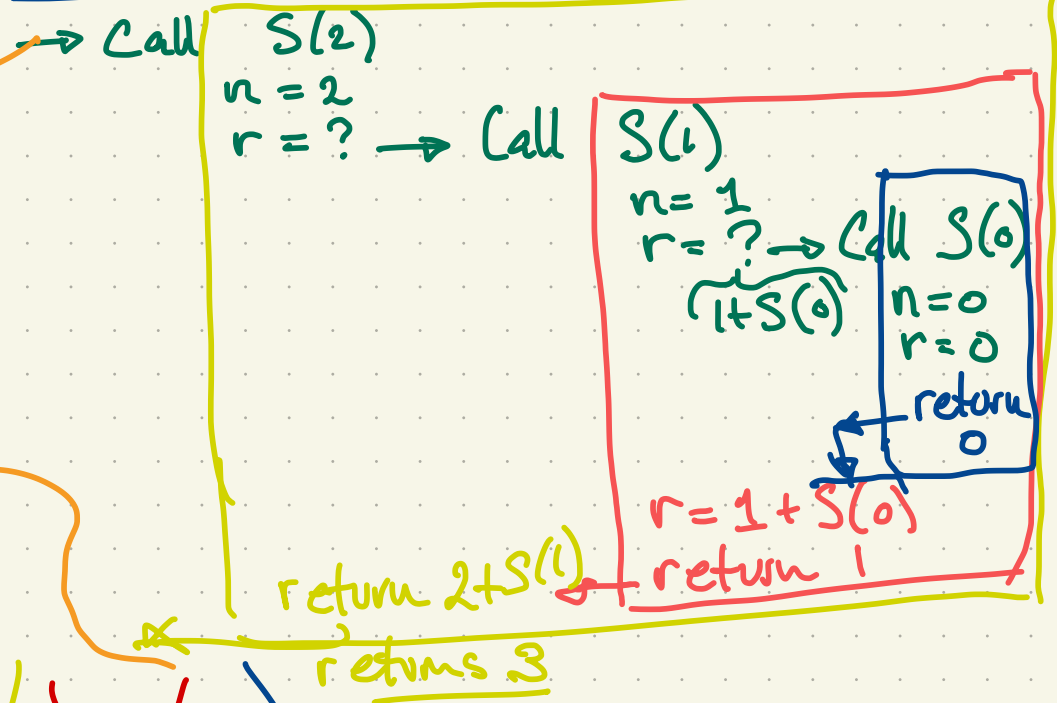 → Call S(2)
n = 2
r = ? → Call S(1)
n = 1
r = ? → Call S(0)
1+S(0)
n = 0
r = 0
return
0
r = 1 + S(0)
return 1
return 2+S(1)
returns 3